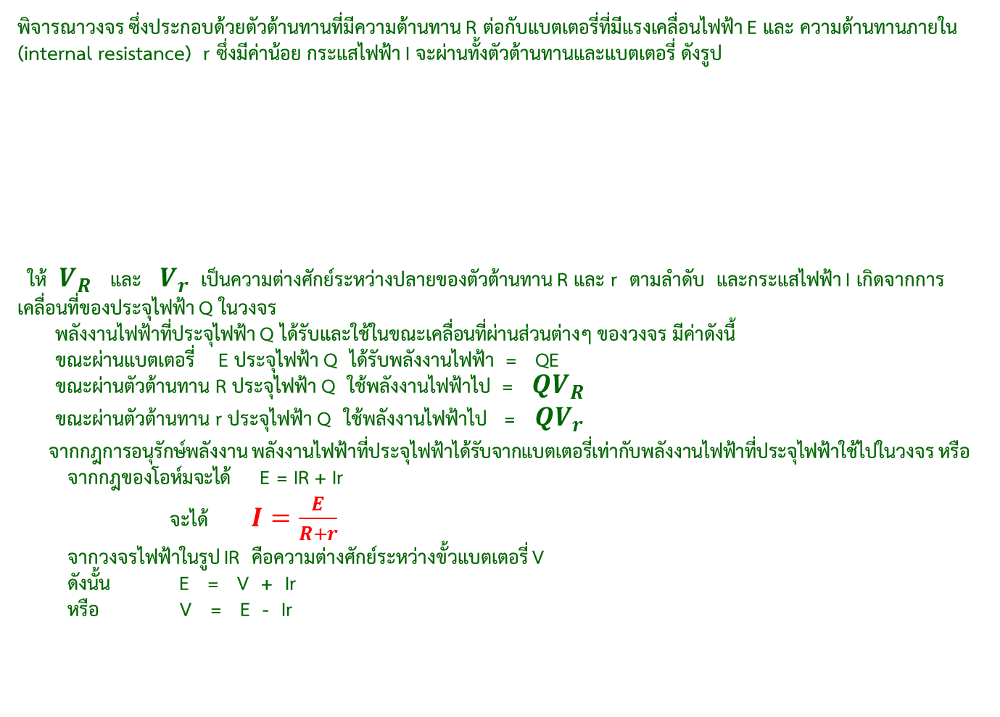 พิจารณาวงจร ซึ่งประกอบด้วยตัวต้านทานที่มีความต้านทาน R ต่อกับแบตเตอรี่ที่มีแรงเคลื่อนไฟฟ้า E และ ความต้านทานภายใน
(internal resistance) r ซึ่งมีค่าน้อย กระแสไฟฟ้า I จะผ่านทั้งตัวต้านทานและแบตเตอรี่ ดังรูป
ให้ V_R และ V_r เป็นความต่างศักย์ระหว่างปลายของตัวต้านทาน R และ r ตามลำดับ และกระแสไฟฟ้า I เกิดจากการ
เคลื่อนที่ของประจุไฟฟ้า Q ในวงจร
พลังงานไฟฟ้าที่ประจุไฟฟ้า Q ได้รับและใช้ในขณะเคลื่อนที่ผ่านส่วนต่างๆ ของวงจร มีค่าดังนี้
ขณะผ่านแบตเตอรี่ E ประจุไฟฟ้า Q ได้รับพลังงานไฟฟ้า = QE
ขณะผ่านตัวต้านทาน R ประจุไฟฟ้า Q ใช้พลังงานไฟฟ้าไป = QV_R
ขณะผ่านตัวต้านทาน r ประจุไฟฟ้า Q ใช้พลังงานไฟฟ้าไป = QV_r
จากกฎการอนุรักษ์พลังงาน พลังงานไฟฟ้าที่ประจุไฟฟ้าได้รับจากแบตเตอรี่เท่ากับพลังงานไฟฟ้าที่ประจุไฟฟ้าใช้ไปในวงจร หรือ
จากกฎของโอห์มจะได้ E = IR + Ir
จะได้ I = E/(R+r)
จากวงจรไฟฟ้าในรูป IR คือความต่างศักย์ระหว่างขั้วแบตเตอรี่ V
ดังนั้น E = V + Ir
หรือ V = E - Ir